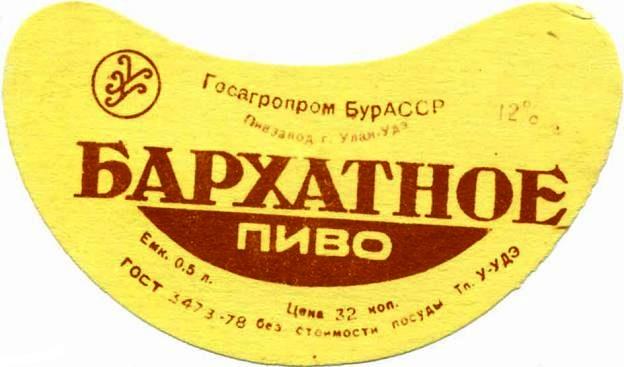 Госагропром БурАССР
Пивзавод г. Улан-Удэ
12%
БАРХАТНОЕ
ПИВО
Емк. 0.5 л.
Цена 32 коп.
ГОСТ 3473-78 без стоимости посуды Тп. У-УДЭ